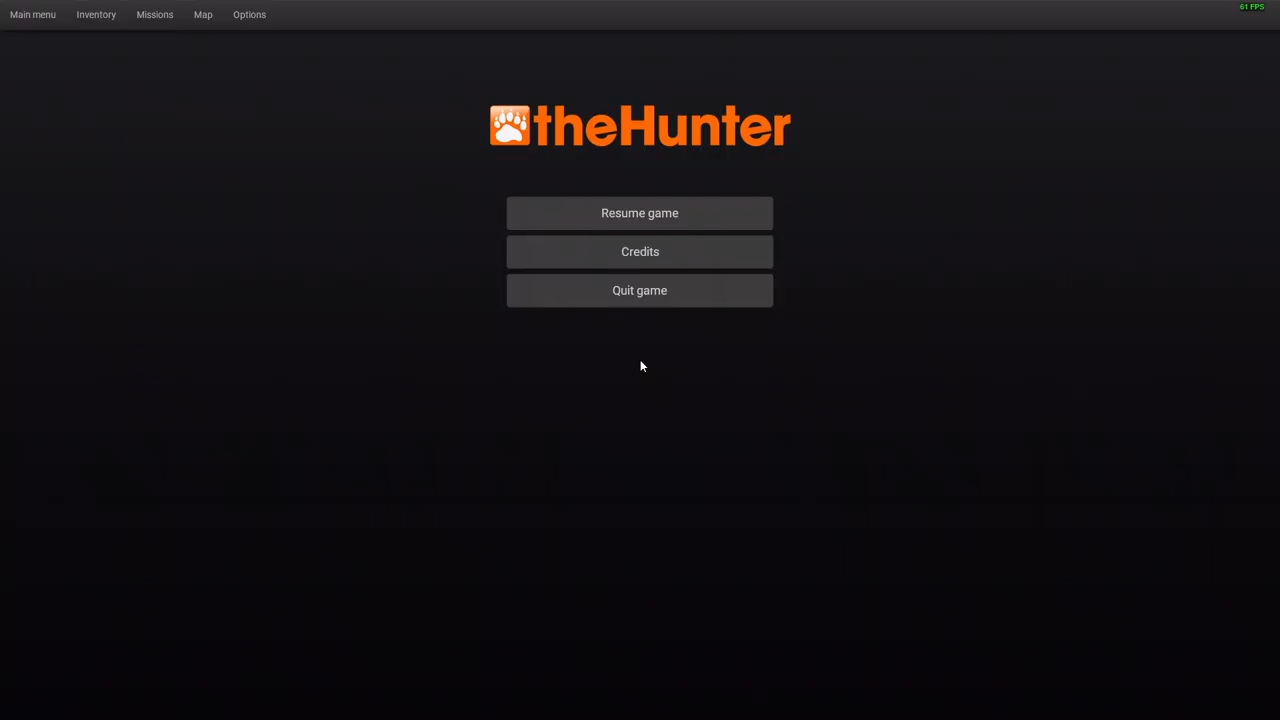 Main menu Inventory Missions Map Options
61 FPS
theHunter
Resume game
Credits
Quit game